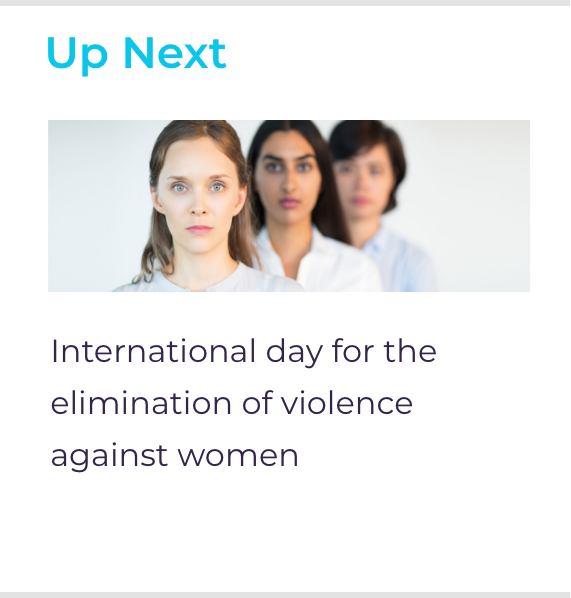 Up Next
International day for the
elimination of violence
against women